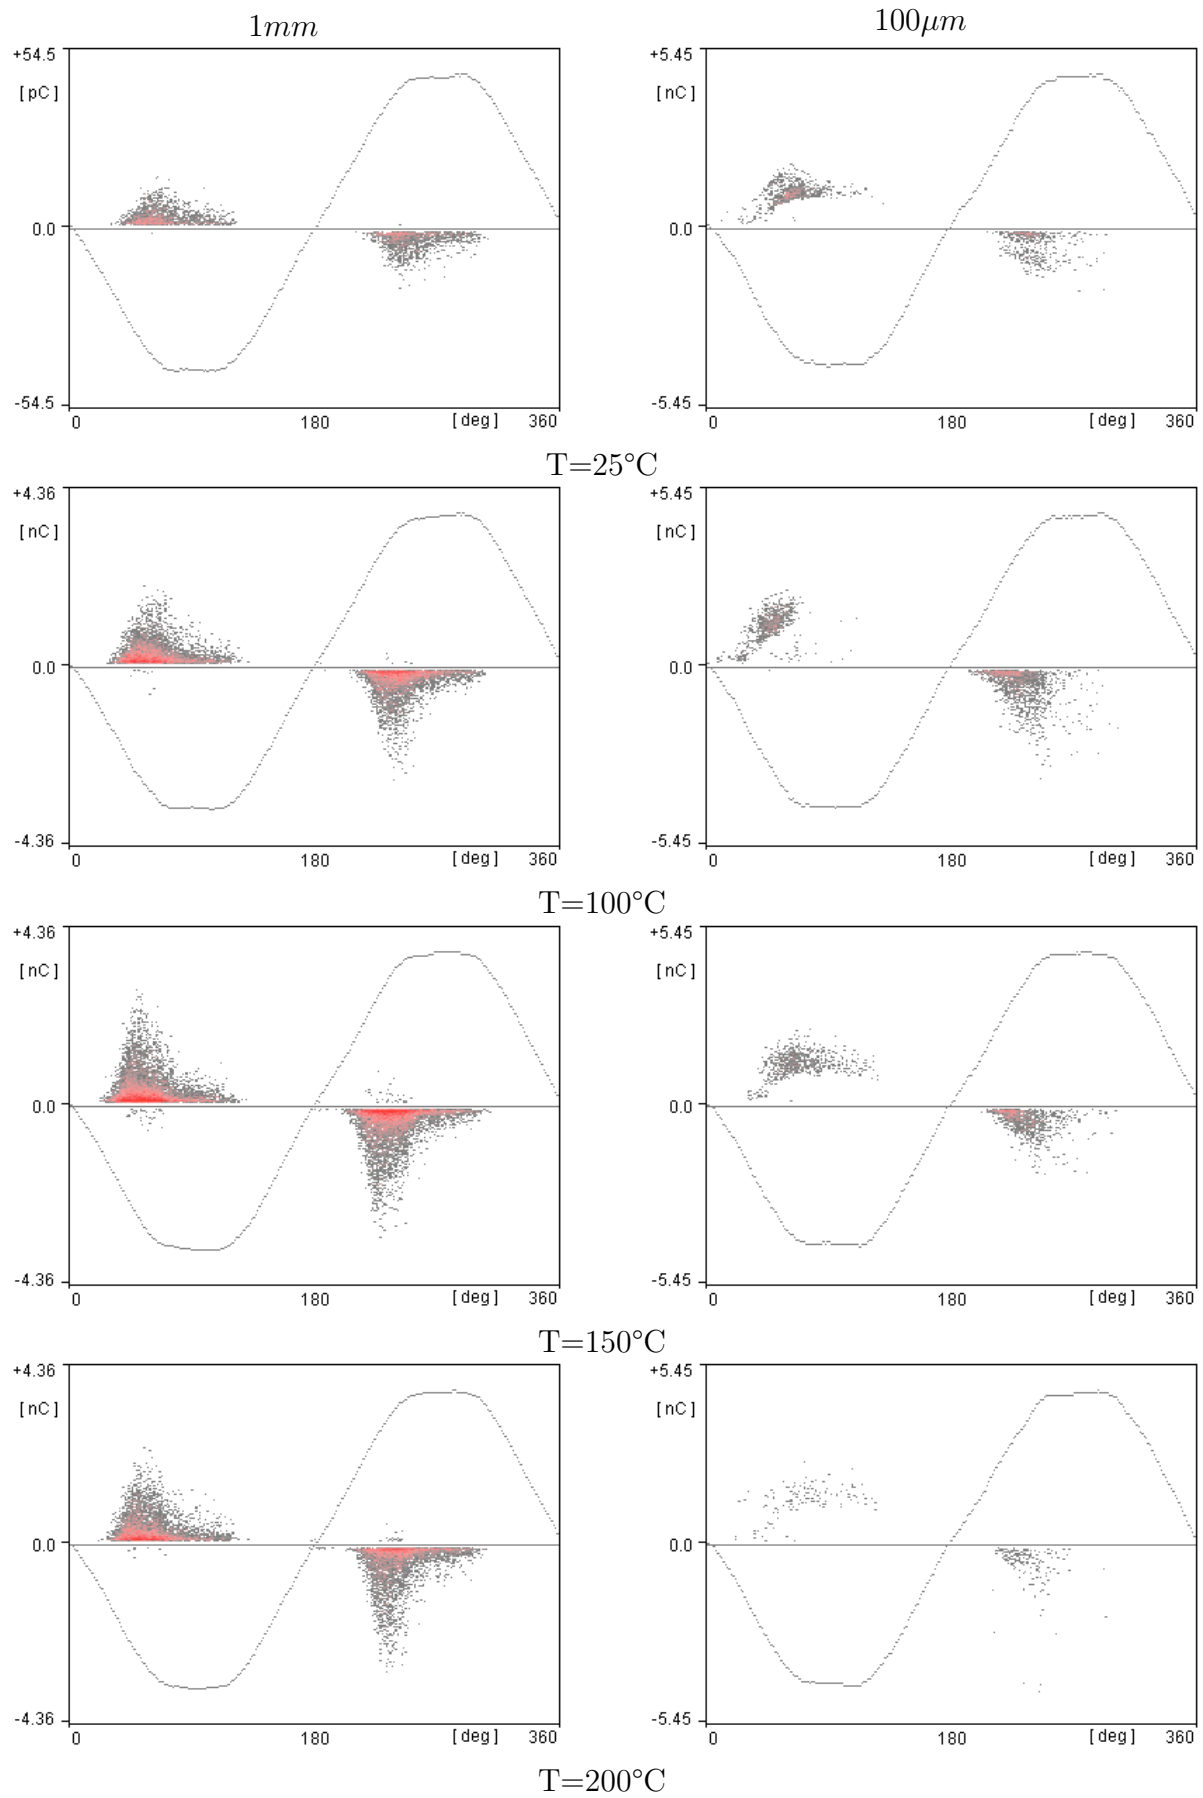 1mm 100μm
+54.5 +5.45
[pC] [nC]
0.0 0.0
-54.5 -5.45
0 180 [deg] 360 0 180 [deg] 360
T=25°C
+4.36 +5.45
[nC] [nC]
0.0 0.0
-4.36 -5.45
0 180 [deg] 360 0 180 [deg] 360
T=100°C
+4.36 +5.45
[nC] [nC]
0.0 0.0
-4.36 -5.45
0 180 [deg] 360 0 180 [deg] 360
T=150°C
+4.36 +5.45
[nC] [nC]
0.0 0.0
-4.36 -5.45
0 180 [deg] 360 0 180 [deg] 360
T=200°C